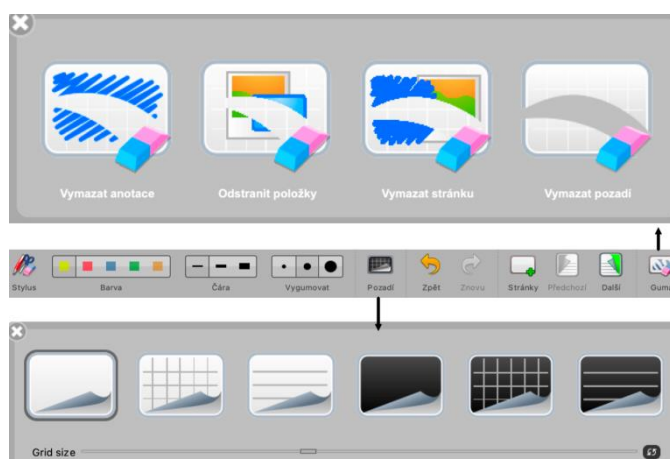 Vymazat anotace Odstranit položky Vymazat stránku Vymazat pozadí
Stylus Barva Čára Vygumovat Pozadí Zpět Znovu Stránky Předchozí Další Guma
Grid size